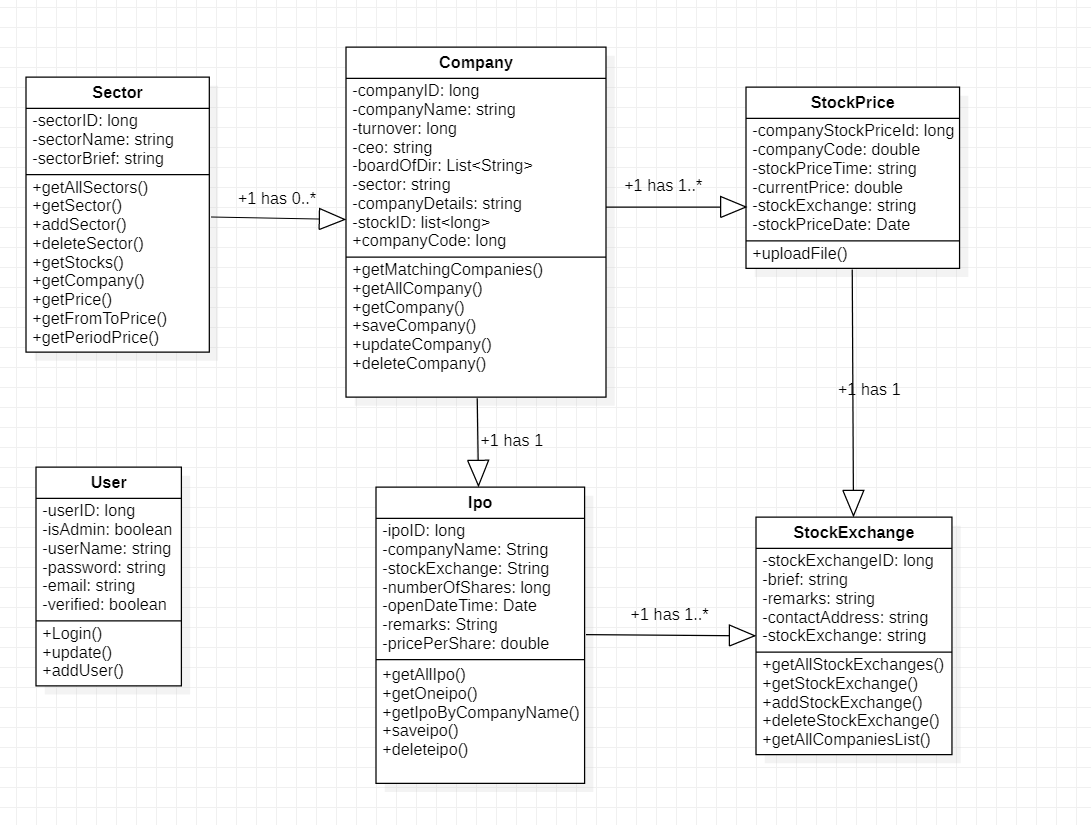 Sector
-sectorID: long
-sectorName: string
-sectorBrief: string
+getAllSectors()
+getSector()
+addSector()
+deleteSector()
+getStocks()
+getCompany()
+getPrice()
+getFromToPrice()
+getPeriodPrice()
+1 has 0..*
Company
-companyID: long
-companyName: string
-turnover: long
-ceo: string
-boardOfDir: List<String>
-sector: string
-companyDetails: string
-stockID: list<long>
+companyCode: long
+getMatchingCompanies()
+getAllCompany()
+getCompany()
+saveCompany()
+updateCompany()
+deleteCompany()
+1 has 1..*
StockPrice
-companyStockPriceId: long
-companyCode: double
-stockPriceTime: string
-currentPrice: double
-stockExchange: string
-stockPriceDate: Date
+uploadFile()
+1 has 1
+1 has 1
User
-userID: long
-isAdmin: boolean
-userName: string
-password: string
-email: string
-verified: boolean
+Login()
+update()
+addUser()
Ipo
-ipoID: long
-companyName: String
-stockExchange: String
-numberOfShares: long
-openDateTime: Date
-remarks: String
-pricePerShare: double
+getAllIpo()
+getOneipo()
+getIpoByCompanyName()
+saveipo()
+deleteipo()
+1 has 1..*
StockExchange
-stockExchangeID: long
-brief: string
-remarks: string
-contactAddress: string
-stockExchange: string
+getAllStockExchanges()
+getStockExchange()
+addStockExchange()
+deleteStockExchange()
+getAllCompaniesList()